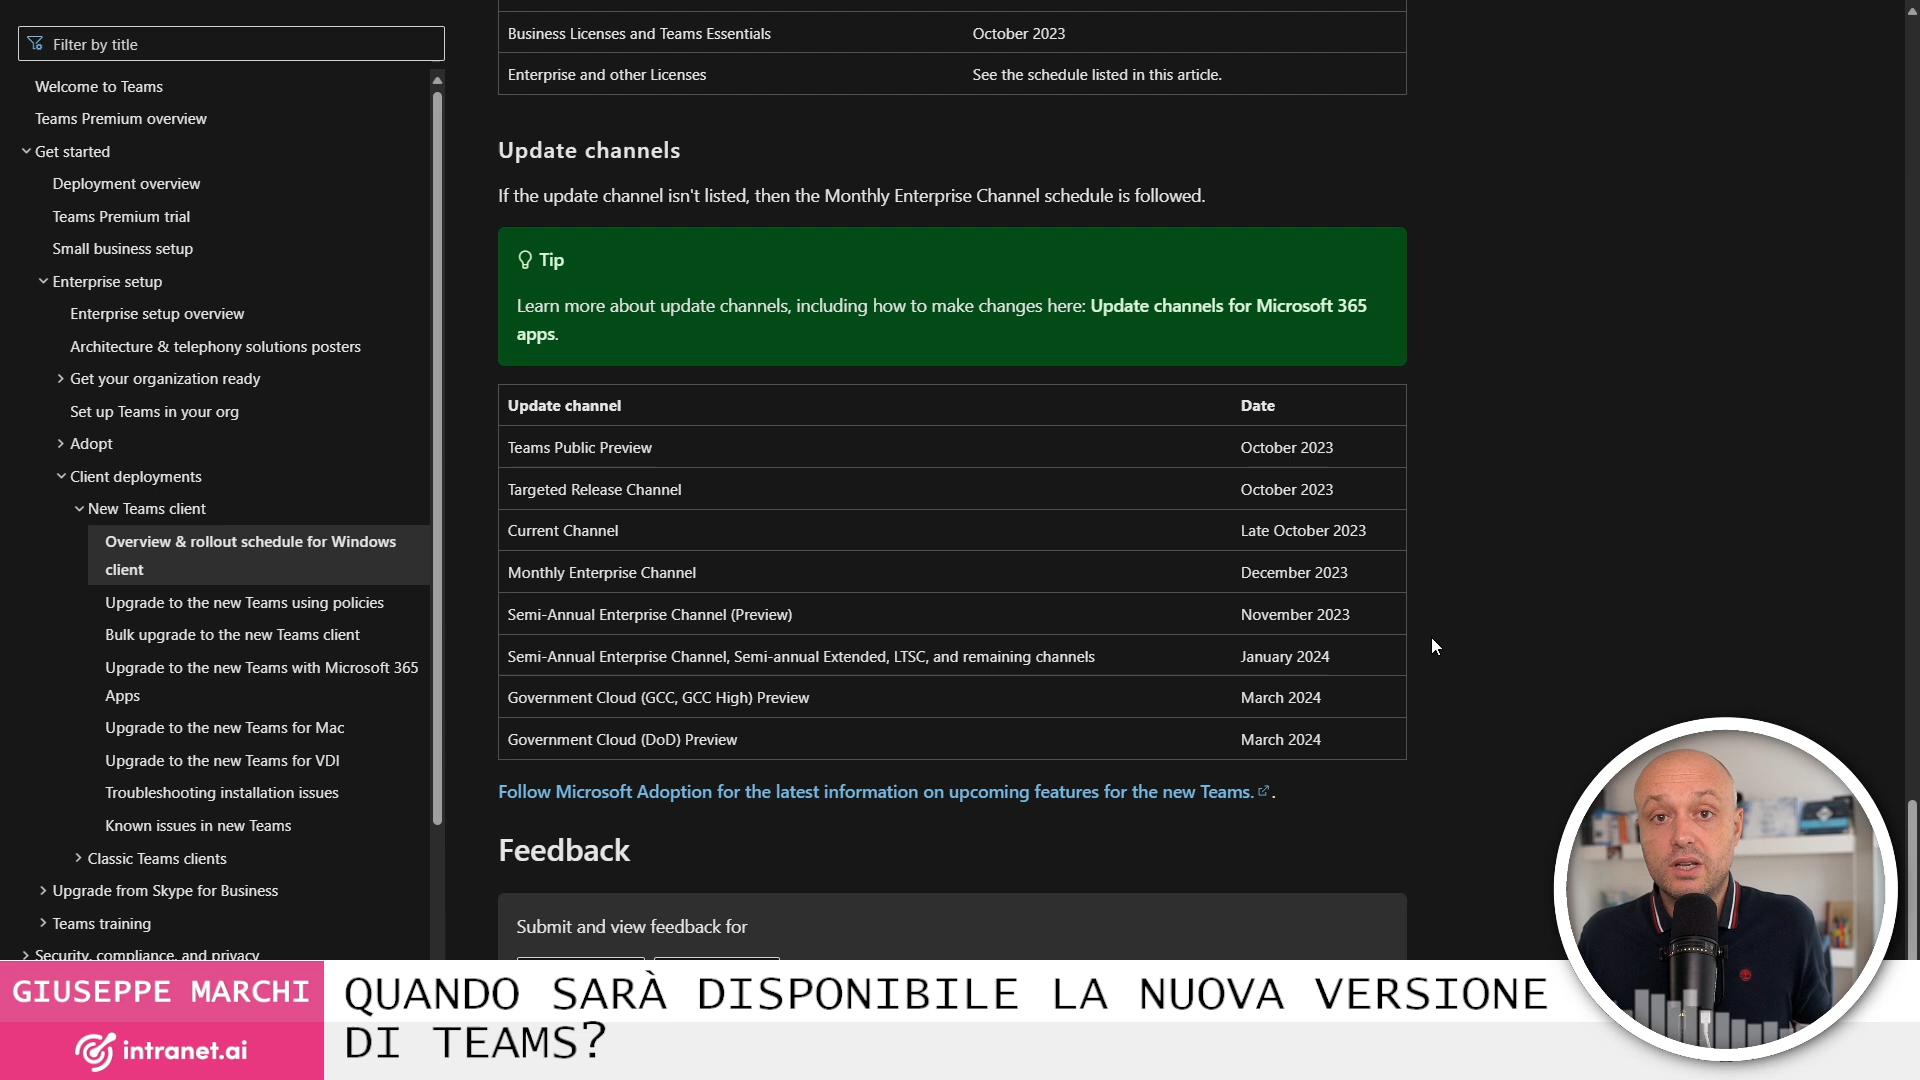 Filter by title
Welcome to Teams
Teams Premium overview
Get started
Deployment overview
Teams Premium trial
Small business setup
Enterprise setup
Enterprise setup overview
Architecture & telephony solutions posters
Get your organization ready
Set up Teams in your org
Adopt
Client deployments
New Teams client
Overview & rollout schedule for Windows
client
Upgrade to the new Teams using policies
Bulk upgrade to the new Teams client
Upgrade to the new Teams with Microsoft 365
Apps
Upgrade to the new Teams for Mac
Upgrade to the new Teams for VDI
Troubleshooting installation issues
Known issues in new Teams
Classic Teams clients
Upgrade from Skype for Business
Teams training
Security, compliance, and privacy
Business Licenses and Teams Essentials October 2023
Enterprise and other Licenses See the schedule listed in this article.
Update channels
If the update channel isn't listed, then the Monthly Enterprise Channel schedule is followed.
Tip
Learn more about update channels, including how to make changes here: Update channels for Microsoft 365
apps.
Update channel Date
Teams Public Preview October 2023
Targeted Release Channel October 2023
Current Channel Late October 2023
Monthly Enterprise Channel December 2023
Semi-Annual Enterprise Channel (Preview) November 2023
Semi-Annual Enterprise Channel, Semi-annual Extended, LTSC, and remaining channels January 2024
Government Cloud (GCC, GCC High) Preview March 2024
Government Cloud (DoD) Preview March 2024
Follow Microsoft Adoption for the latest information on upcoming features for the new Teams. .
Feedback
Submit and view feedback for
GIUSEPPE MARCHI
intranet.ai
QUANDO SARÀ DISPONIBILE LA NUOVA VERSIONE
DI TEAMS?